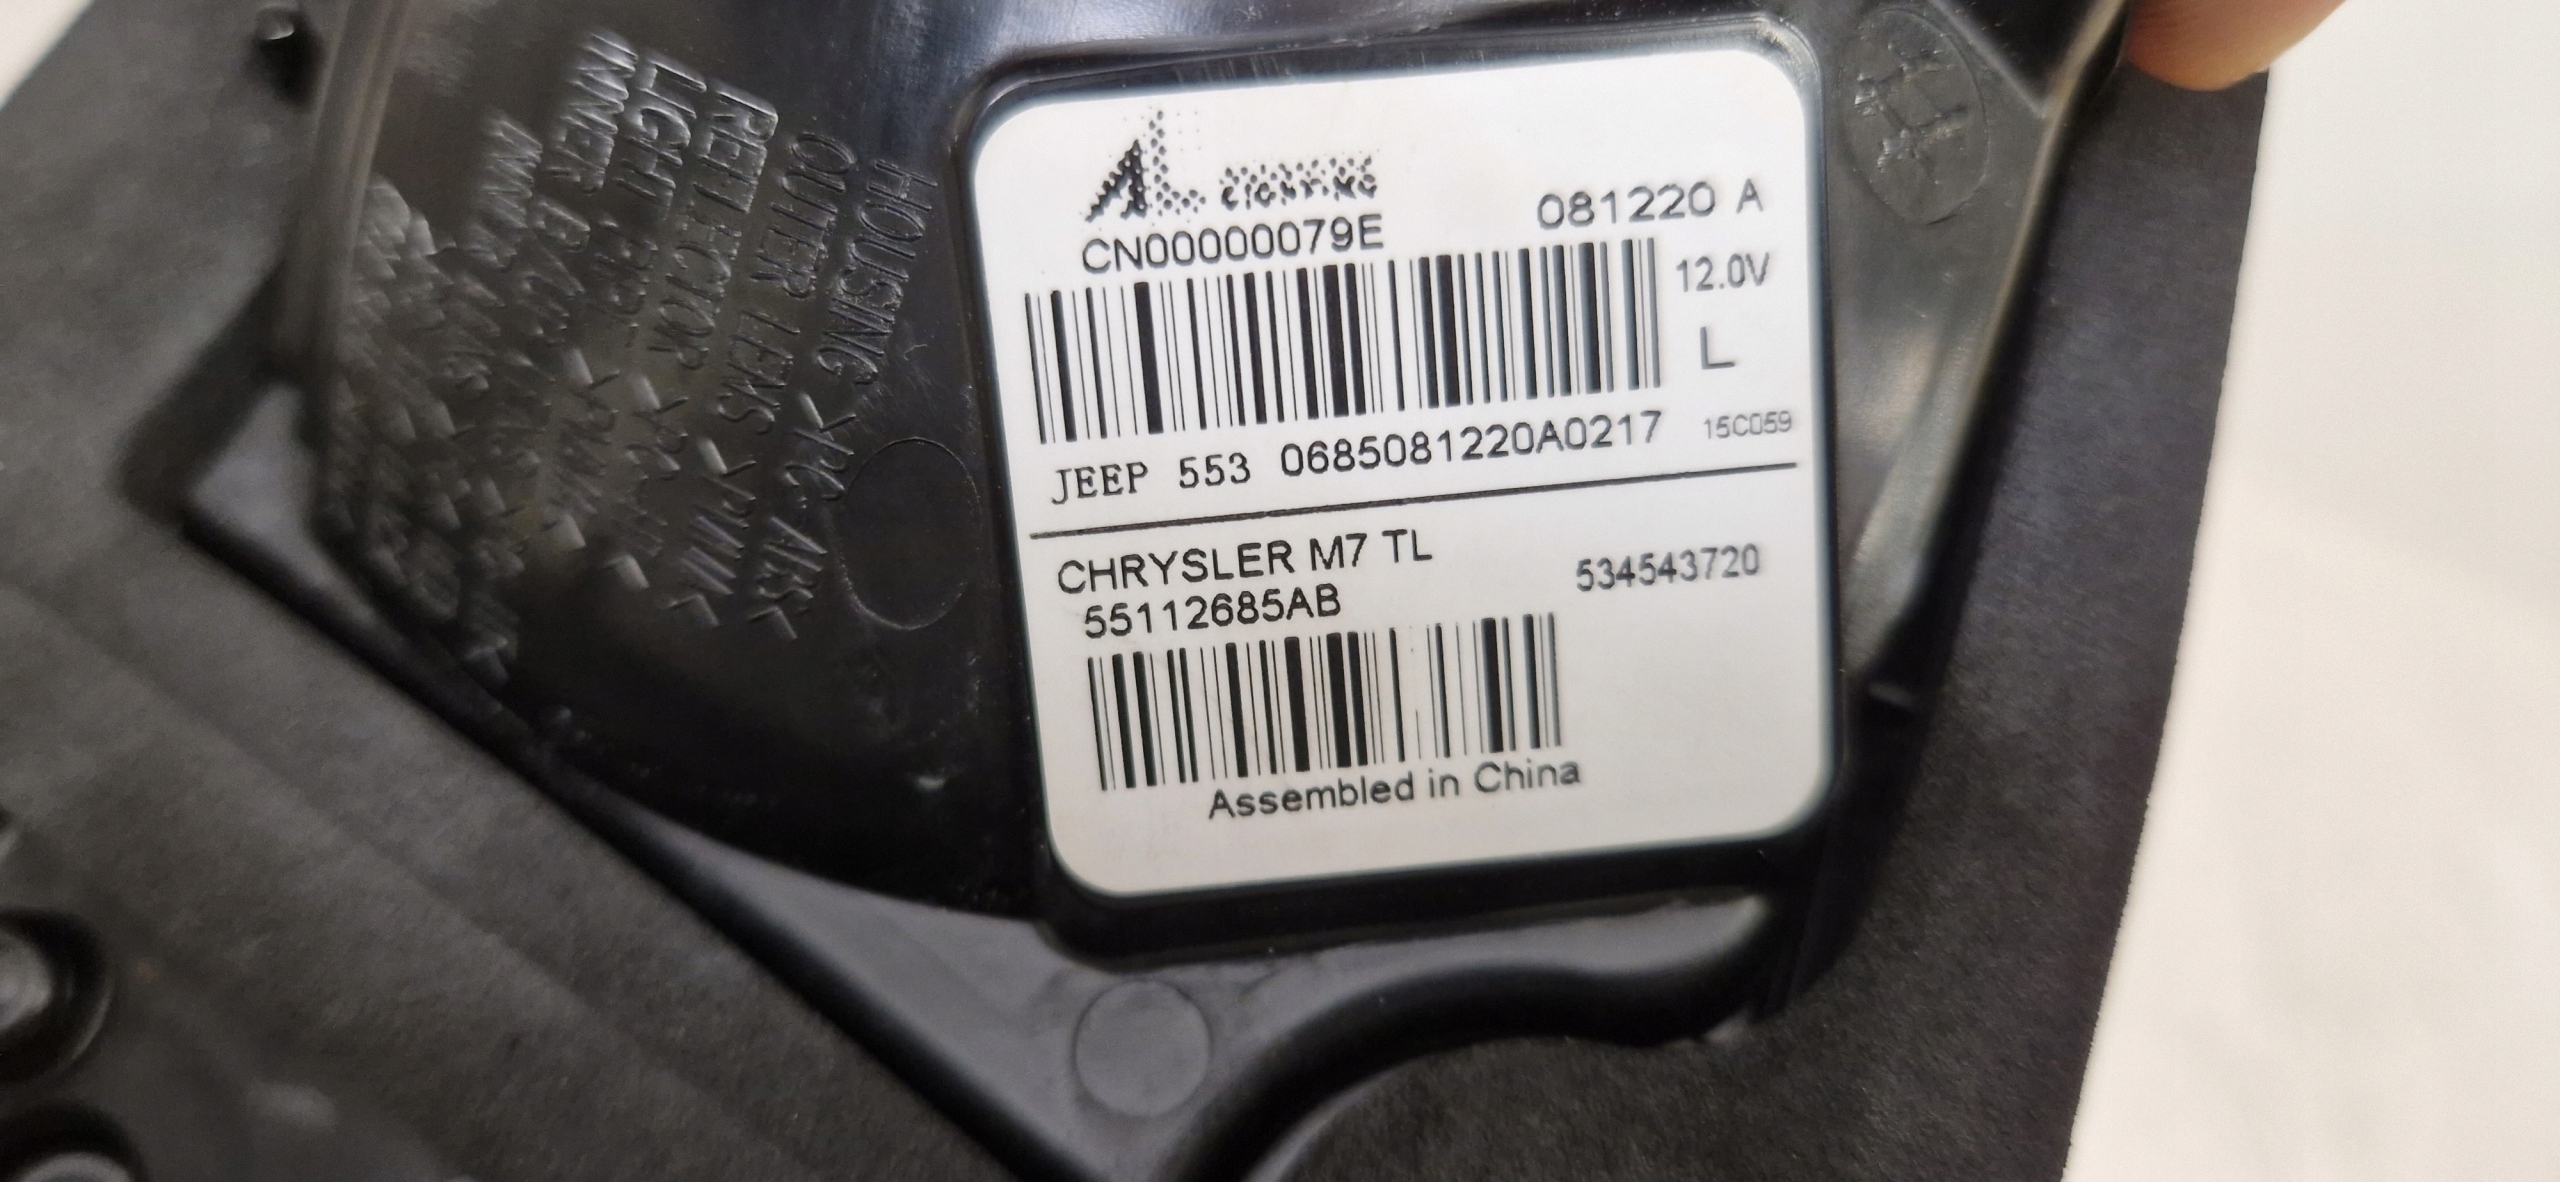 AL LIGHTING
CN00000079E
081220 A
12.0V
L
JEEP 553 0685081220A0217 15C059
CHRYSLER M7 TL
55112685AB
534543720
Assembled in China
HOUSING
OUTER LENS
REFLECTOR
LIGHT
INNER